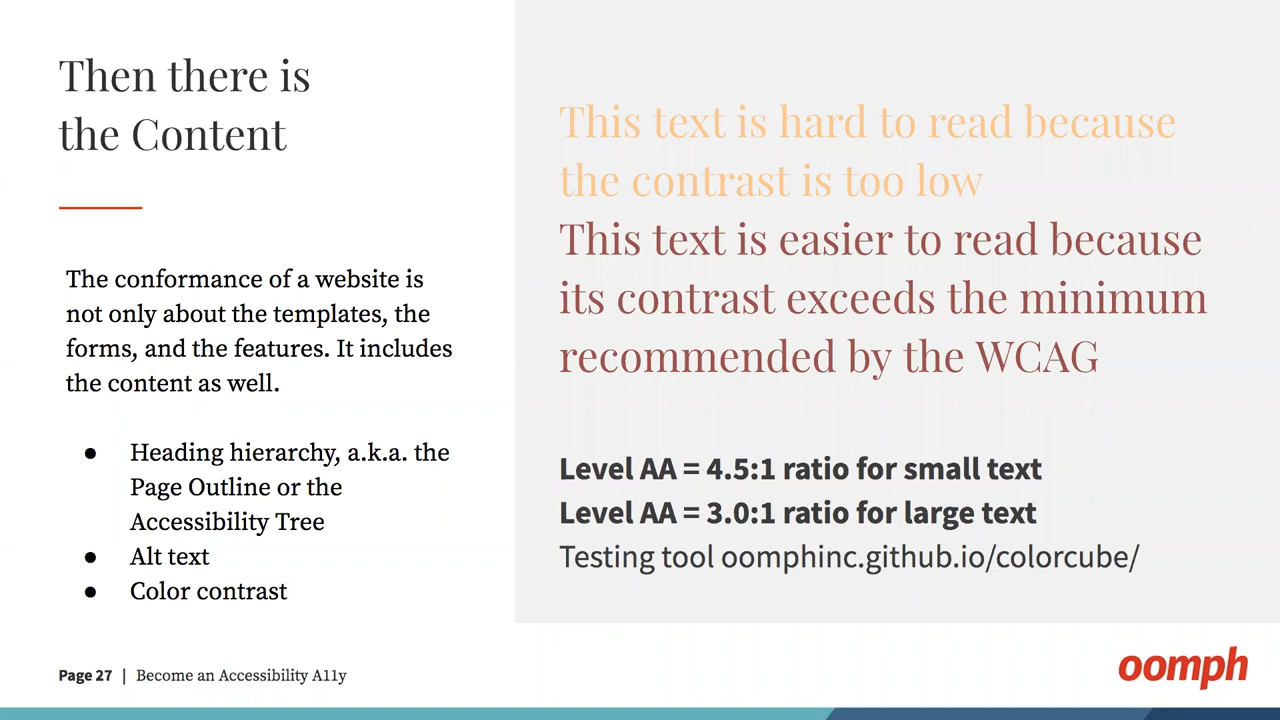 Then there is
the Content
The conformance of a website is
not only about the templates, the
forms, and the features. It includes
the content as well.
● Heading hierarchy, a.k.a. the
Page Outline or the
Accessibility Tree
● Alt text
● Color contrast
This text is hard to read because
the contrast is too low
This text is easier to read because
its contrast exceeds the minimum
recommended by the WCAG
Level AA = 4.5:1 ratio for small text
Level AA = 3.0:1 ratio for large text
Testing tool oomphinc.github.io/colorcube/
Page 27 | Become an Accessibility A11y
oomph